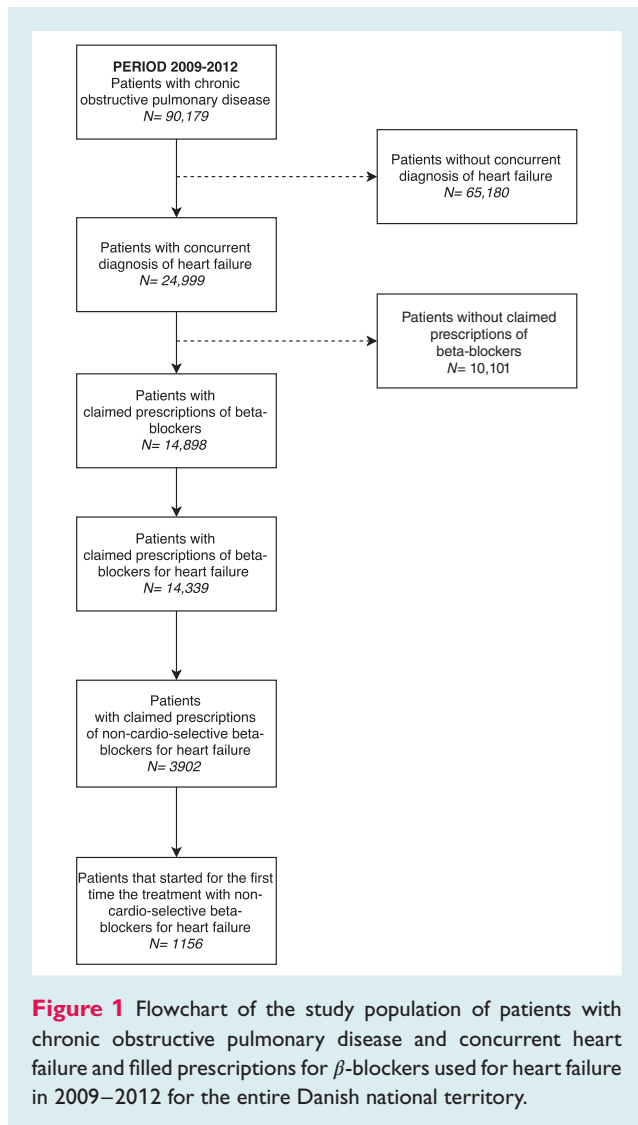 PERIOD 2009-2012
Patients with chronic
obstructive pulmonary disease
N= 90,179
Patients without concurrent
diagnosis of heart failure
N= 65,180
Patients with concurrent
diagnosis of heart failure
N= 24,999
Patients without claimed
prescriptions of
beta-blockers
N= 10,101
Patients with
claimed prescriptions of beta-
blockers
N= 14,898
Patients with
claimed prescriptions of beta-
blockers for heart failure
N= 14,339
Patients
with claimed prescriptions
of non-cardio-selective beta-
blockers for heart failure
N= 3902
Patients that started for the first
time the treatment with non-
cardio-selective beta-
blockers for heart failure
N= 1156
Figure 1 Flowchart of the study population of patients with
chronic obstructive pulmonary disease and concurrent heart
failure and filled prescriptions for β-blockers used for heart failure
in 2009–2012 for the entire Danish national territory.